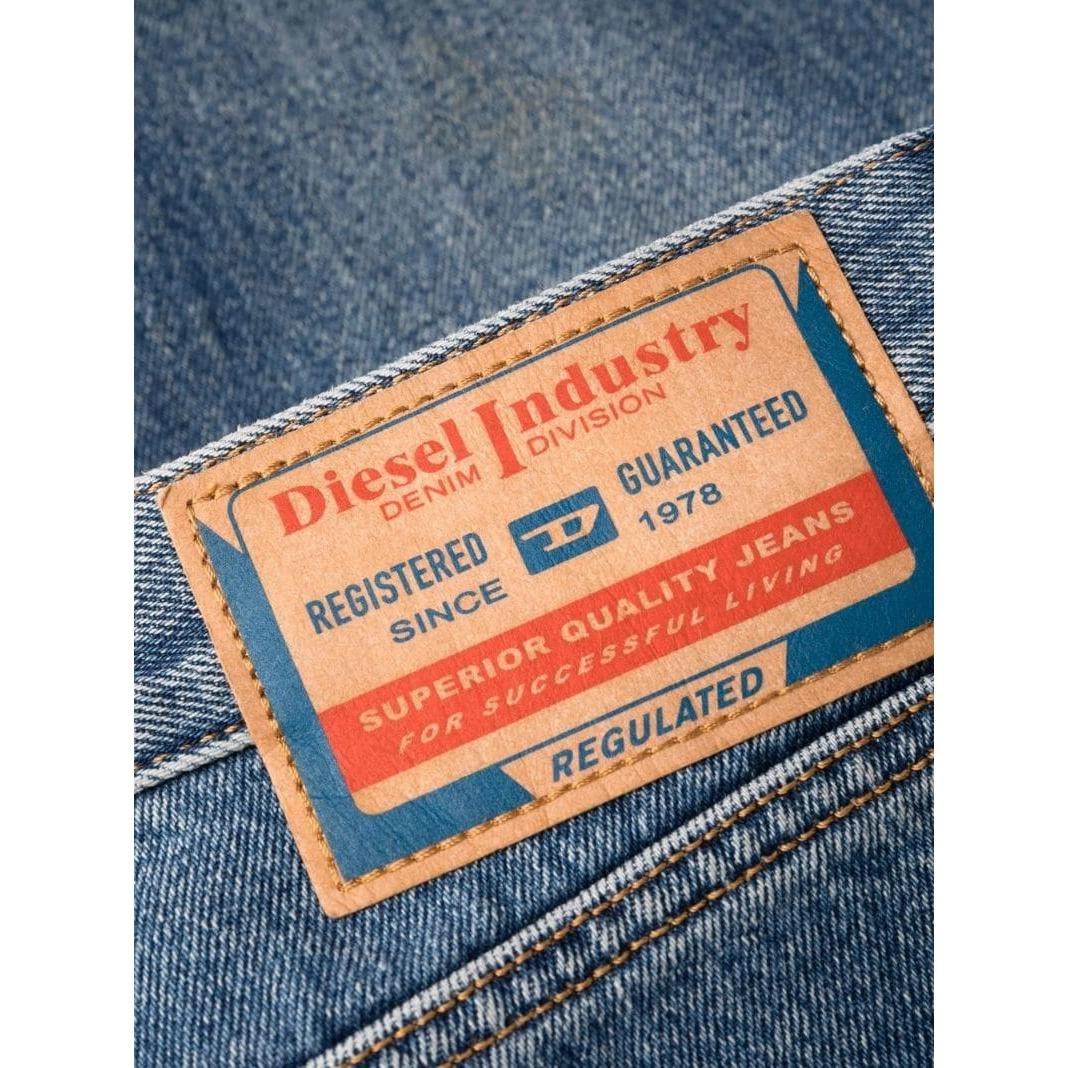 Diesel Industry
DENIM DIVISION
REGISTERED D GUARANTEED
SINCE 1978
SUPERIOR QUALITY JEANS
FOR SUCCESSFUL LIVING
REGULATED